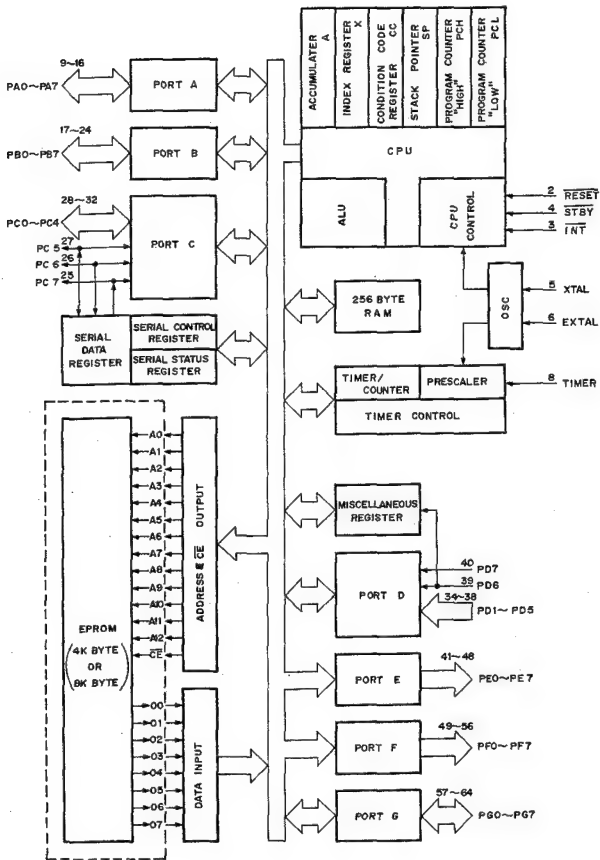 9~16
PA0~PA7
PORT A
17~24
PB0~PB7
PORT B
28~32
PC0~PC4
27
PC5
26
PC6
25
PC7
PORT C
SERIAL
DATA
REGISTER
SERIAL CONTROL
REGISTER
SERIAL STATUS
REGISTER
ACCUMULATER
A
INDEX REGISTER
X
CONDITION CODE
REGISTER CC
STACK POINTER
SP
PROGRAM COUNTER
"HIGH" PCH
PROGRAM COUNTER
"LOW" PCL
CPU
ALU
CPU
CONTROL
2
RESET
4
STBY
3
INT
256 BYTE
RAM
OSC
5
XTAL
6
EXTAL
TIMER/
COUNTER
PRESCALER
TIMER CONTROL
8
TIMER
EPROM
(4K BYTE
OR
8K BYTE)
A0
A1
A2
A3
A4
A5
A6
A7
A8
A9
A10
A11
A12
CE
ADDRESS & CE OUTPUT
O0
O1
O2
O3
O4
O5
O6
O7
DATA INPUT
MISCELLANEOUS
REGISTER
PORT D
40
PD7
39
PD6
34~38
PD1~PD5
PORT E
41~48
PE0~PE7
PORT F
49~56
PF0~PF7
PORT G
57~64
PG0~PG7